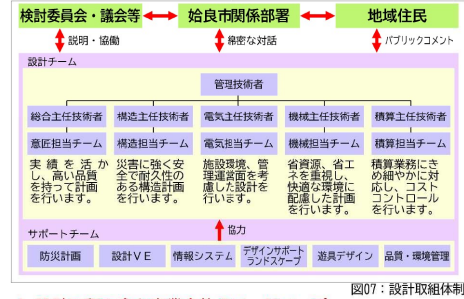 検討委員会・議会等
姶良市関係部署
地域住民
説明・協働
綿密な対話
パブリックコメント
設計チーム
管理技術者
総合主任技術者
構造主任技術者
電気主任技術者
機械主任技術者
積算主任技術者
意匠担当チーム
構造担当チーム
電気担当チーム
機械担当チーム
積算担当チーム
実績を活か
し、高い品質
を持って計画
を行います。
災害に強く安
全で耐久性の
ある構造計画
を行います。
施設環境、管
理運営面を考
慮した設計を
行います。
省資源、省エ
ネを重視し、
快適な環境に
配慮した計画
を行います。
積算業務にき
め細やかに対
応し、コスト
コントロール
を行います。
協力
サポートチーム
防災計画
設計VE
情報システム
デザインサポート
ランドスケープ
遊具デザイン
品質・環境管理
図07：設計取組体制